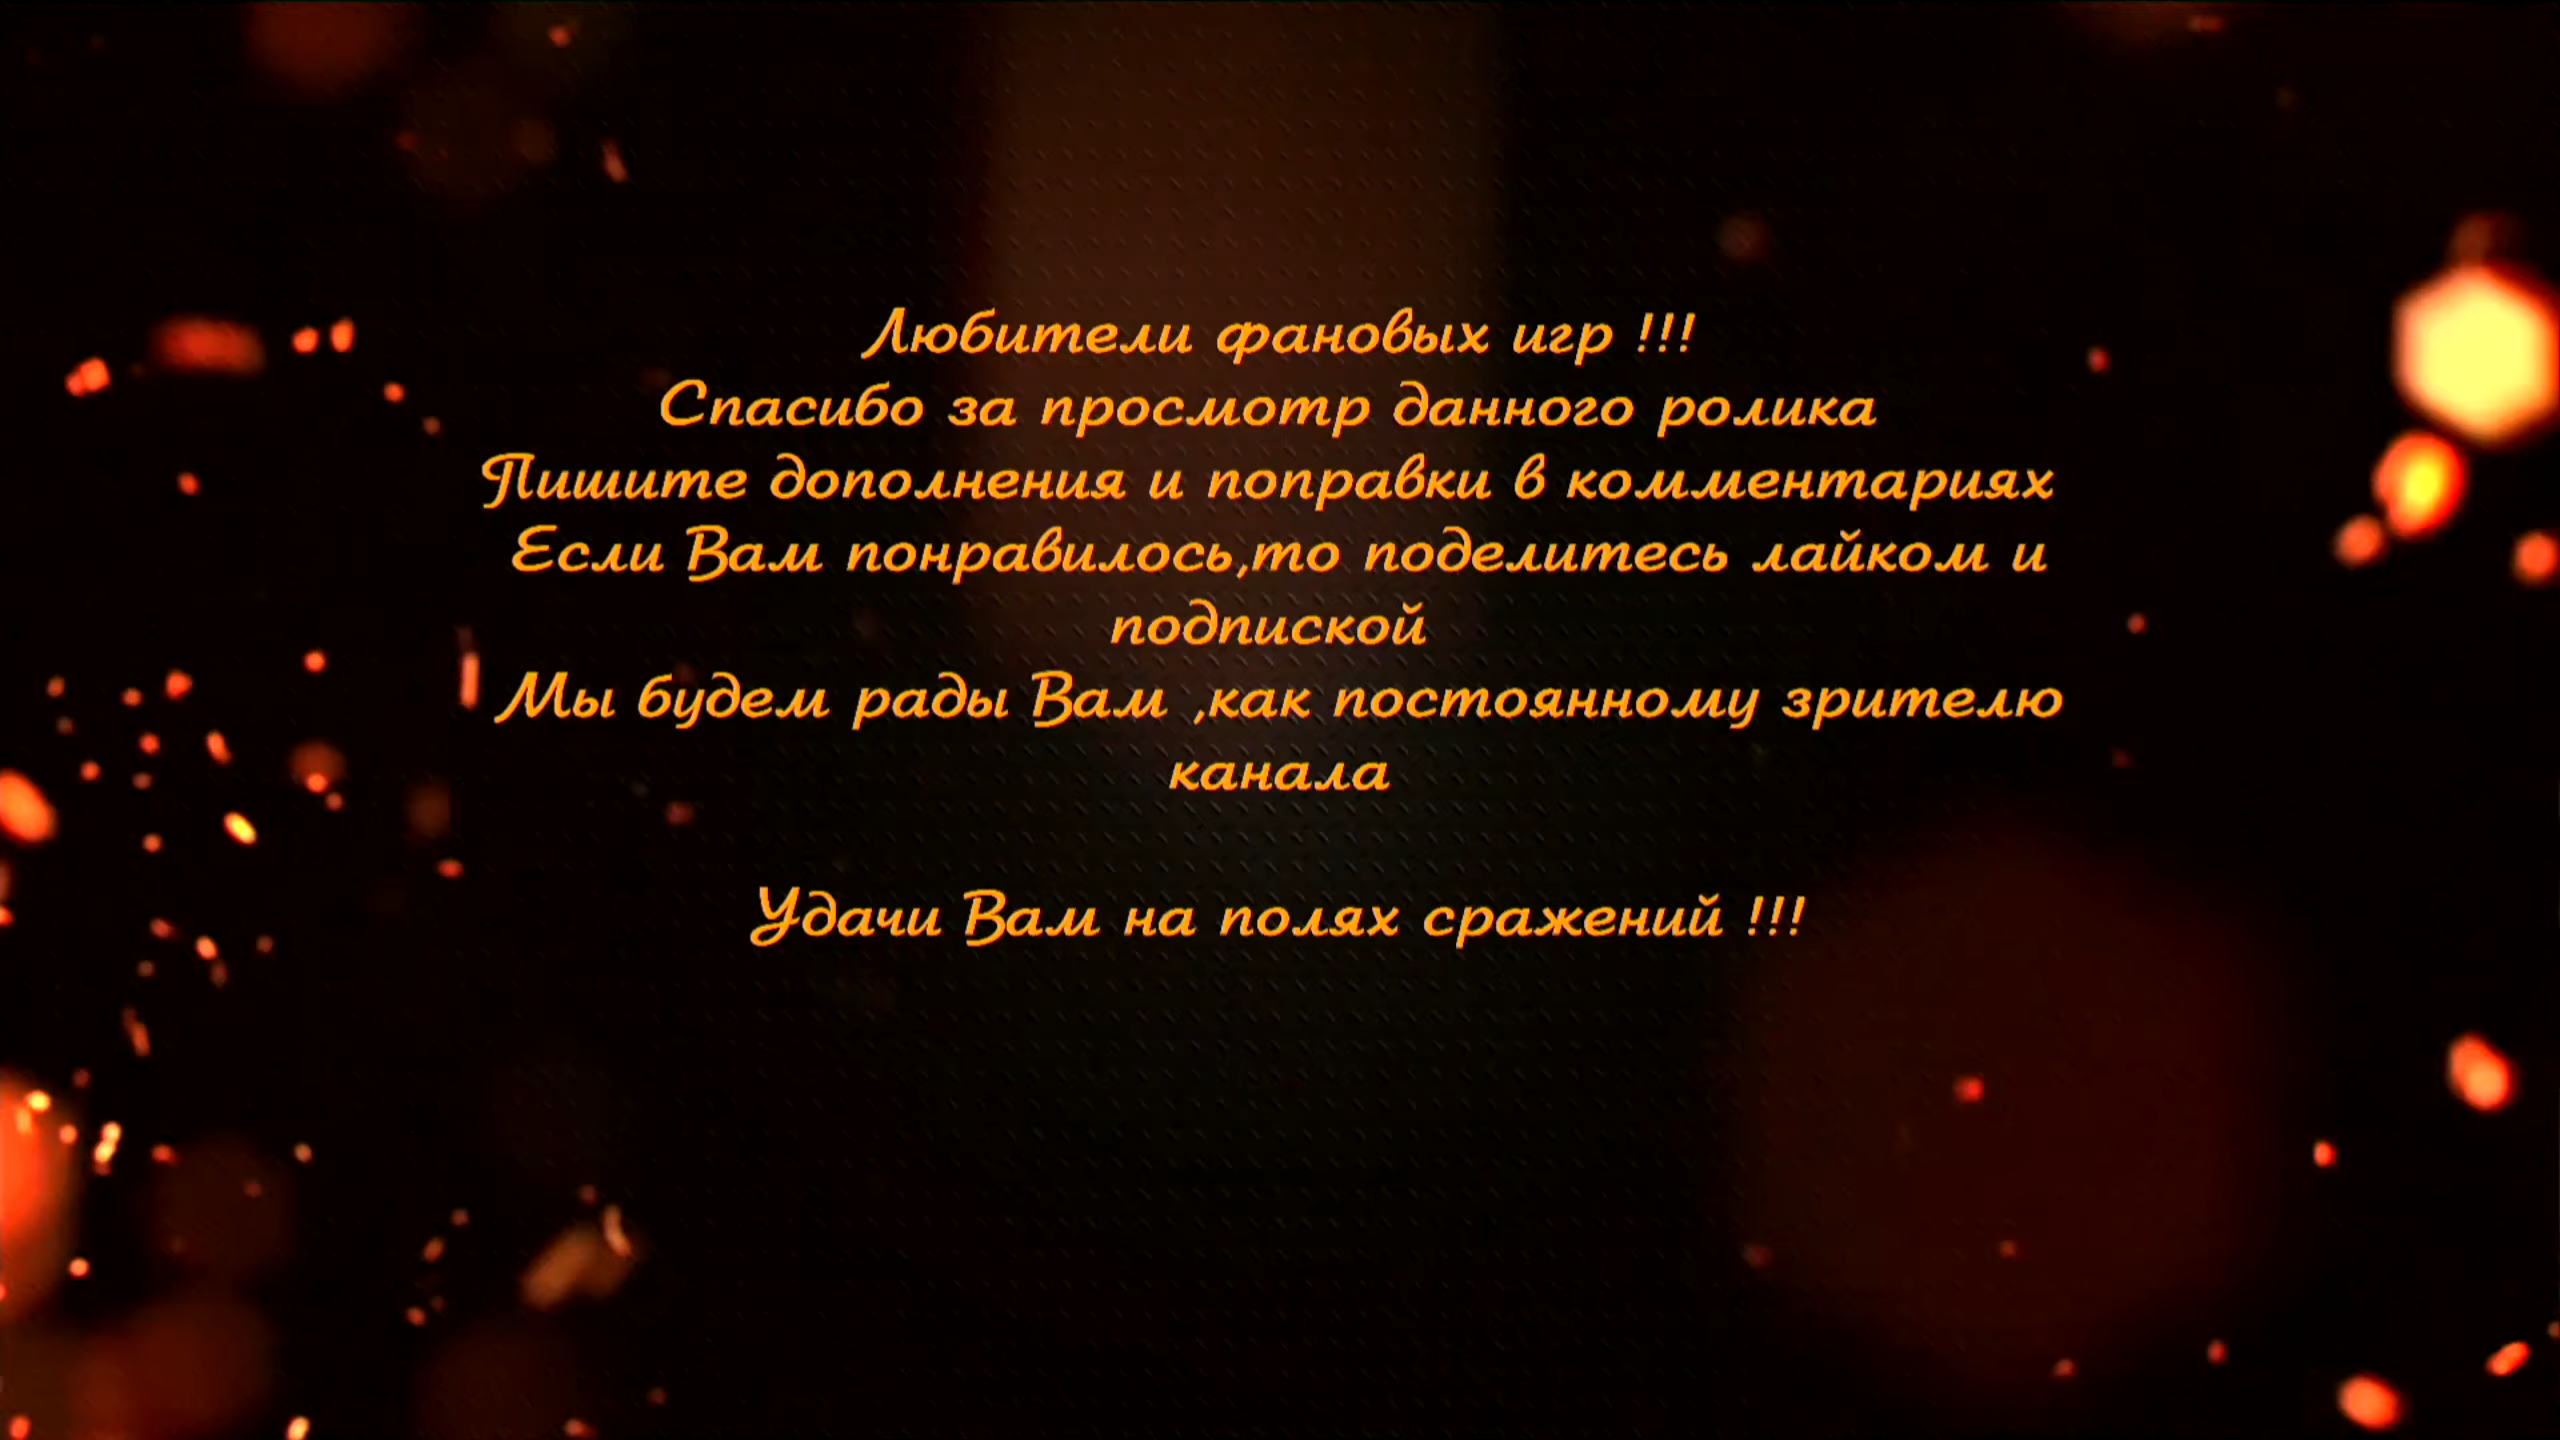 Любители фановых игр !!!
Спасибо за просмотр данного ролика
Пишите дополнения и поправки в комментариях
Если Вам понравилось,то поделитесь лайком и
подпиской
Мы будем рады Вам ,как постоянному зрителю
канала
Удачи Вам на полях сражений !!!